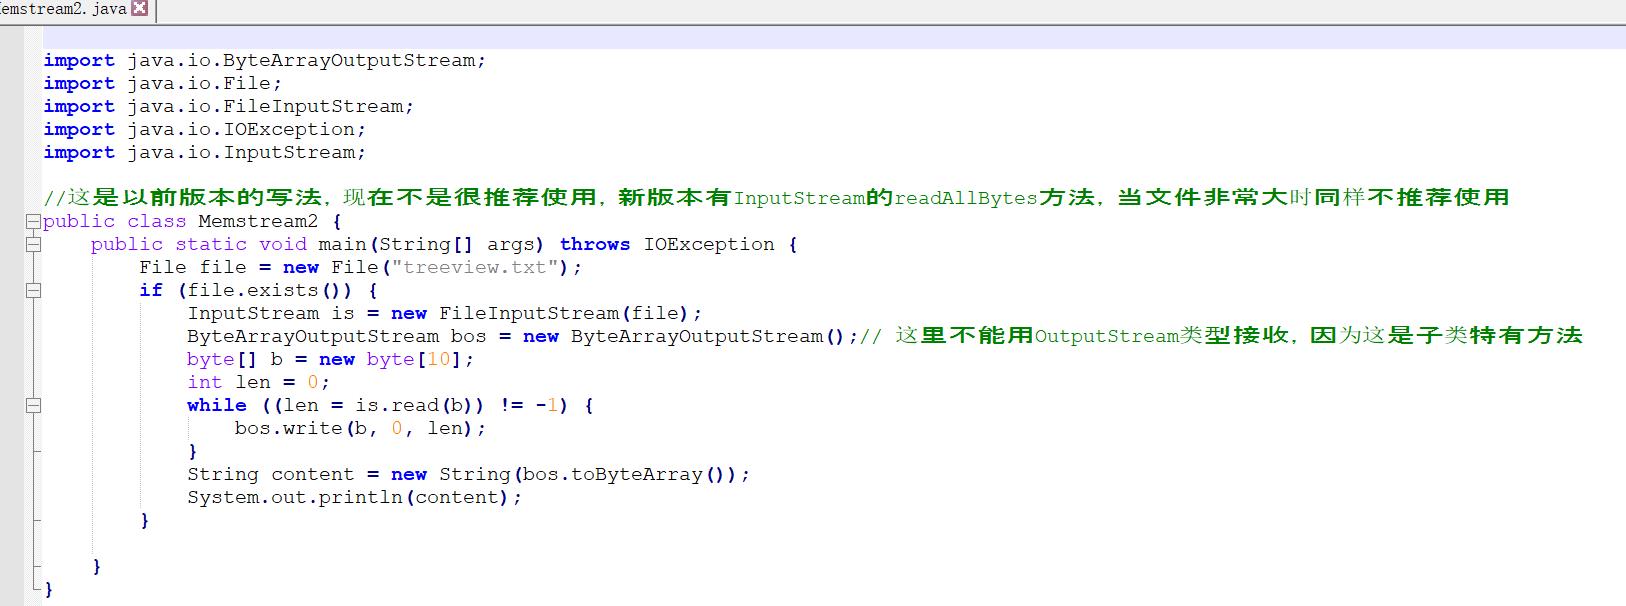 Memstream2.java
import java.io.ByteArrayOutputStream;
import java.io.File;
import java.io.FileInputStream;
import java.io.IOException;
import java.io.InputStream;
//这是以前版本的写法，现在不是很推荐使用，新版本有InputStream的readAllBytes方法，当文件非常大时同样不推荐使用
public class Memstream2 {
    public static void main(String[] args) throws IOException {
        File file = new File("treeview.txt");
        if (file.exists()) {
            InputStream is = new FileInputStream(file);
            ByteArrayOutputStream bos = new ByteArrayOutputStream();// 这里不能用OutputStream类型接收，因为这是子类特有方法
            byte[] b = new byte[10];
            int len = 0;
            while ((len = is.read(b)) != -1) {
                bos.write(b, 0, len);
            }
            String content = new String(bos.toByteArray());
            System.out.println(content);
        }
    }
}